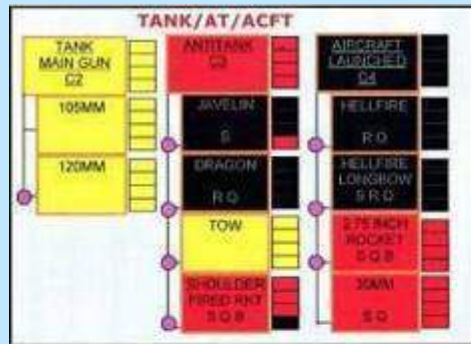 TANK/AT/ACFT
TANK
MAIN GUN
C2
105MM
120MM
ANTITANK
C3
JAVELIN
S
DRAGON
R Q
TOW
SHOULDER
FIRED RKT
S Q B
AIRCRAFT
LAUNCHED
C4
HELLFIRE
R Q
HELLFIRE
LONGBOW
S R Q
2.75 INCH
ROCKET
S Q B
30MM
S Q